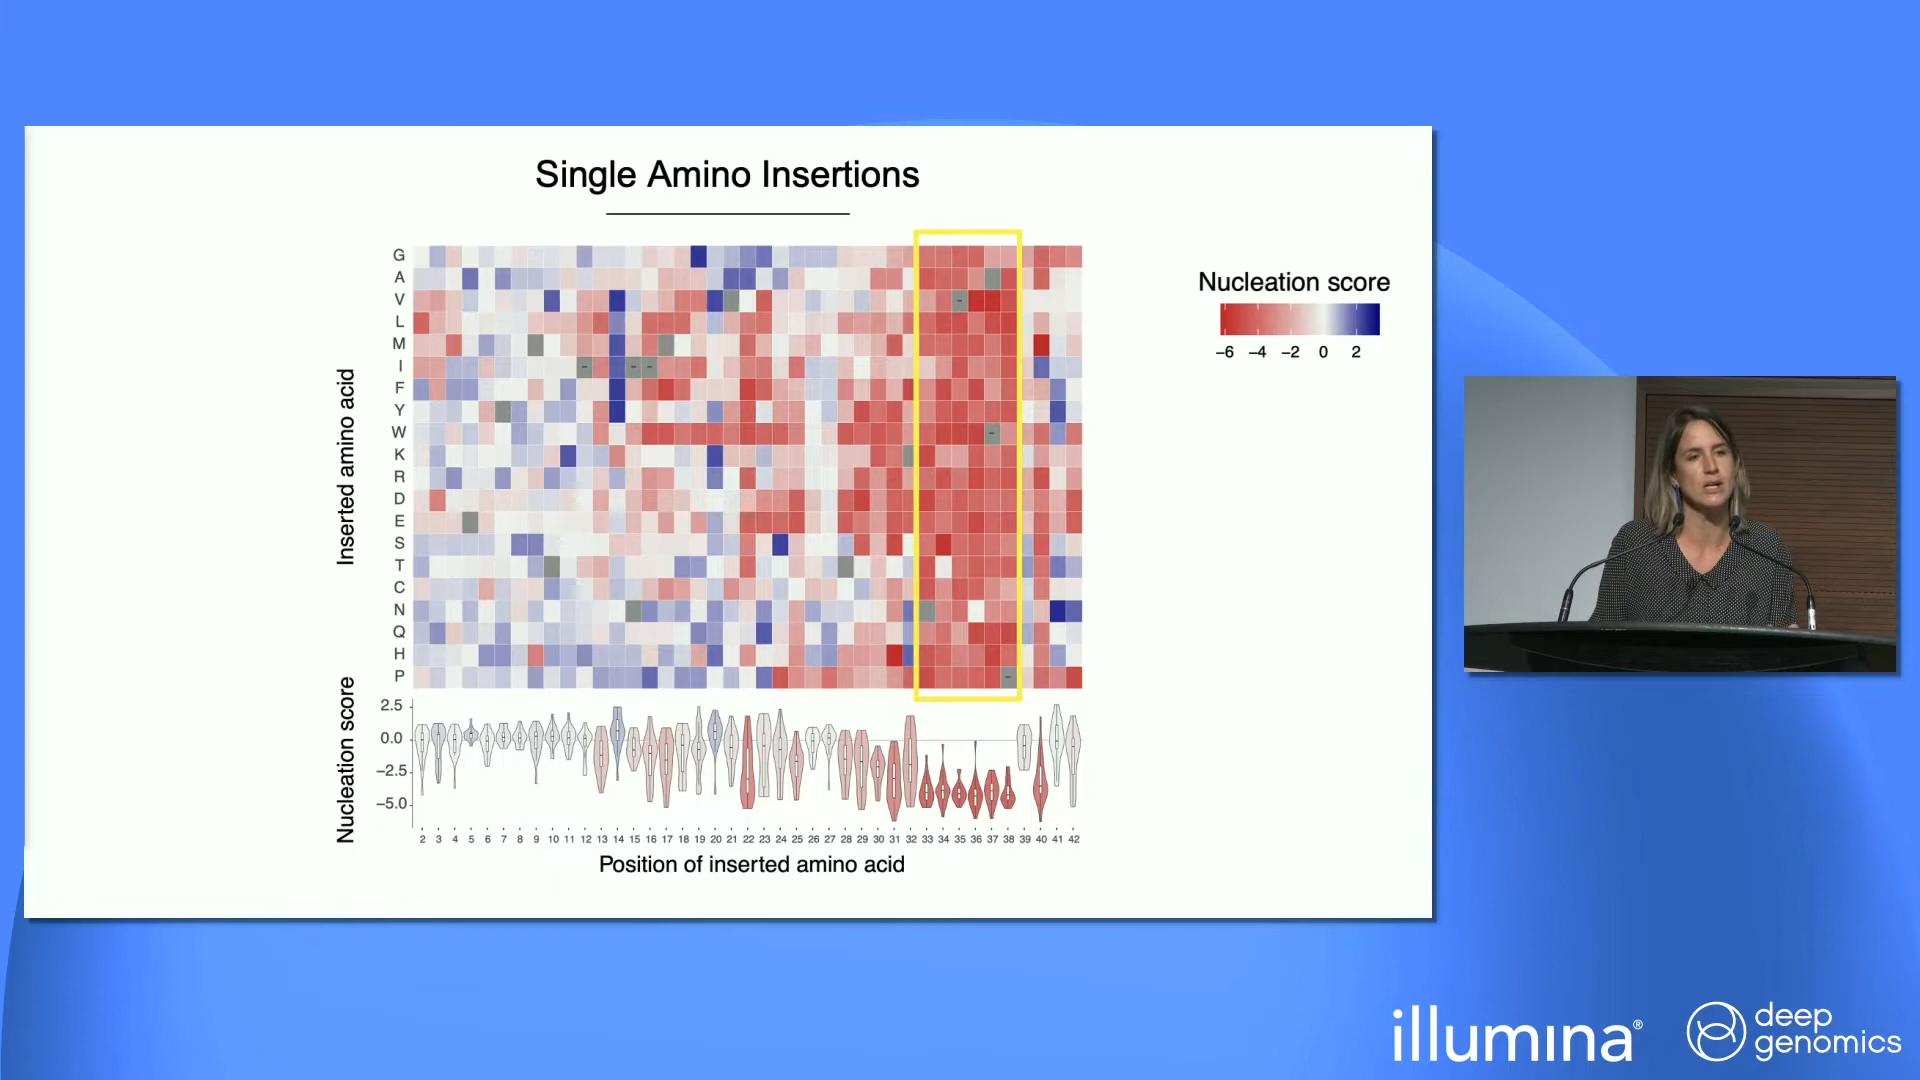 Single Amino Insertions
G
A
V
L
M
I
F
Y
W
K
R
D
E
S
T
C
N
Q
H
P
Inserted amino acid
Nucleation score
-6 -4 -2 0 2
Nucleation score
2.5
0.0
-2.5
-5.0
2 3 4 5 6 7 8 9 10 11 12 13 14 15 16 17 18 19 20 21 22 23 24 25 26 27 28 29 30 31 32 33 34 35 36 37 38 39 40 41 42
Position of inserted amino acid
illumina®
deep
genomics